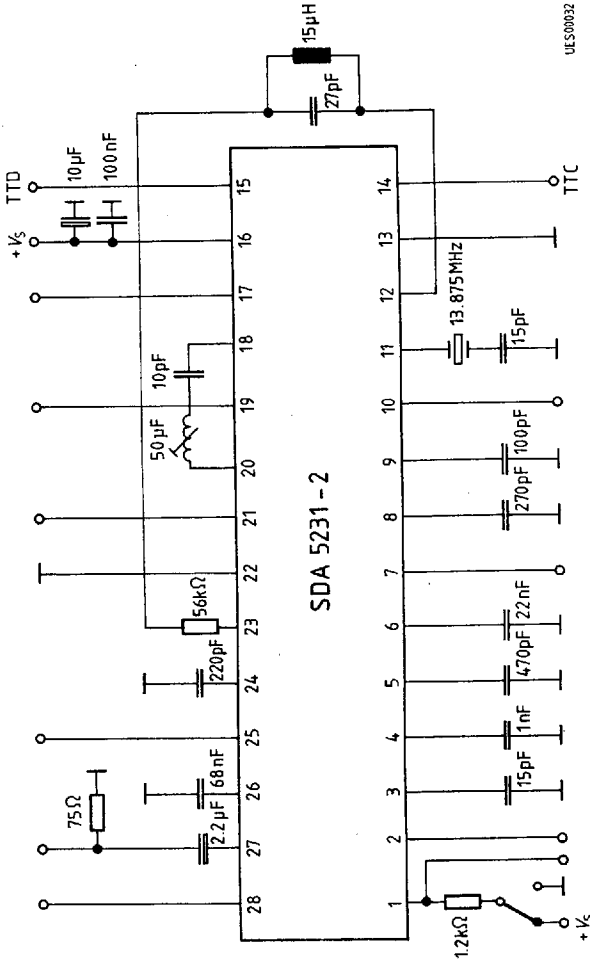 TTD
10µF
100nF
+Vs
15µH
27pF
10pF
50µF
56kΩ
220pF
68nF
75Ω
2.2µF
28
27
26
25
24
23
22
21
20
19
18
17
16
15
SDA 5231-2
1
2
3
4
5
6
7
8
9
10
11
12
13
14
1.2kΩ
+Vs
15pF
1nF
470pF
22nF
270pF
100pF
13.875MHz
15pF
TTC
UES00032